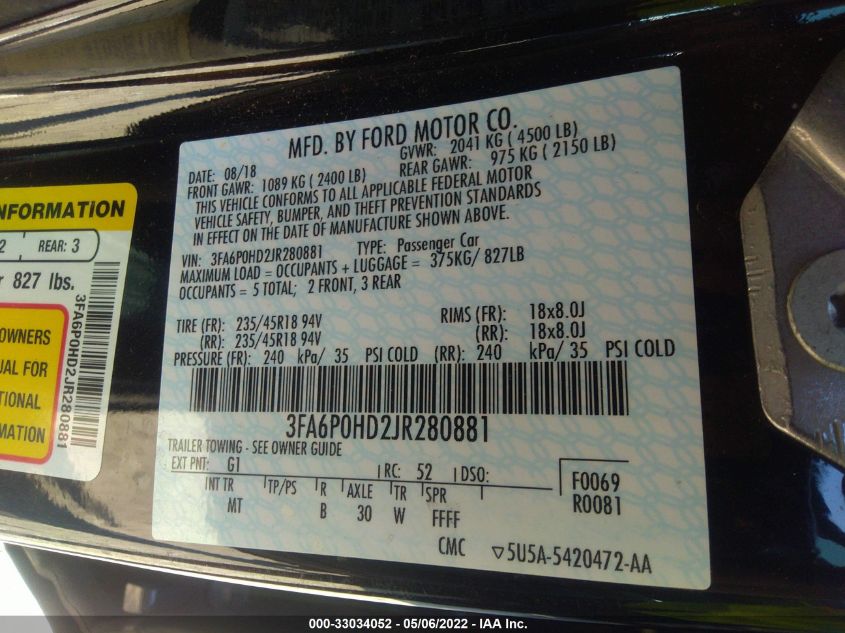 MFD. BY FORD MOTOR CO.
DATE: 08/18 GVWR: 2041 KG ( 4500 LB)
FRONT GAWR: 1089 KG ( 2400 LB) REAR GAWR: 975 KG ( 2150 LB)
THIS VEHICLE CONFORMS TO ALL APPLICABLE FEDERAL MOTOR
VEHICLE SAFETY, BUMPER, AND THEFT PREVENTION STANDARDS
IN EFFECT ON THE DATE OF MANUFACTURE SHOWN ABOVE.
VIN: 3FA6P0HD2JR280881 TYPE: Passenger Car
MAXIMUM LOAD = OCCUPANTS + LUGGAGE = 375KG/ 827LB
OCCUPANTS = 5 TOTAL; 2 FRONT, 3 REAR
TIRE (FR): 235/45R18 94V RIMS (FR): 18x8.0J
(RR): 235/45R18 94V (RR): 18x8.0J
PRESSURE (FR): 240 kPa/ 35 PSI COLD (RR): 240 kPa/ 35 PSI COLD
3FA6P0HD2JR280881
TRAILER TOWING - SEE OWNER GUIDE
EXT PNT: G1 RC: 52 DSO: F0069
INT TR TP/PS R AXLE TR SPR R0081
MT B 30 W FFFF
CMC ▽5U5A-5420472-AA
NFORMATION
2 REAR: 3
r 827 lbs.
3FA6P0HD2JR280881
OWNERS
UAL FOR
TIONAL
RMATION
000-33034052 - 05/06/2022 - IAA Inc.